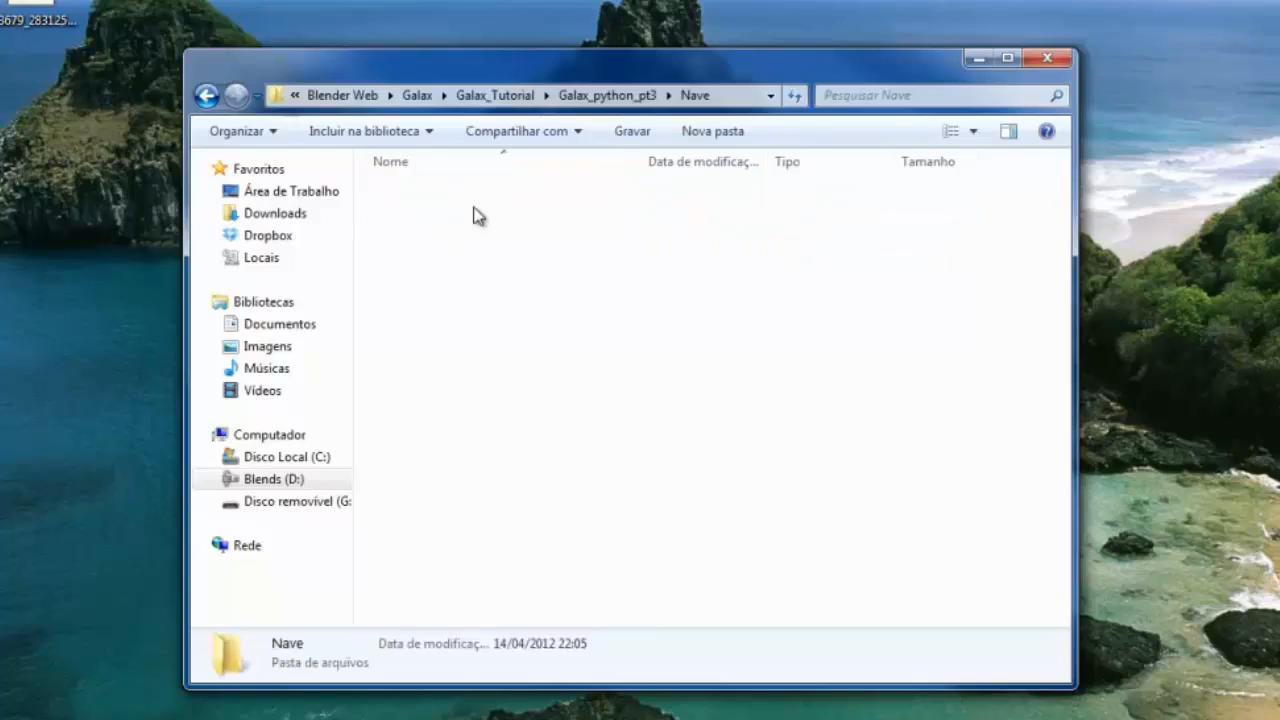 3679_283125...
« Blender Web Galax Galax_Tutorial Galax_python_pt3 Nave Pesquisar Nave
Organizar Incluir na biblioteca Compartilhar com Gravar Nova pasta
Nome Data de modificaç... Tipo Tamanho
Favoritos
Área de Trabalho
Downloads
Dropbox
Locais
Bibliotecas
Documentos
Imagens
Músicas
Vídeos
Computador
Disco Local (C:)
Blends (D:)
Disco removível (G:
Rede
Nave Data de modificaç... 14/04/2012 22:05
Pasta de arquivos